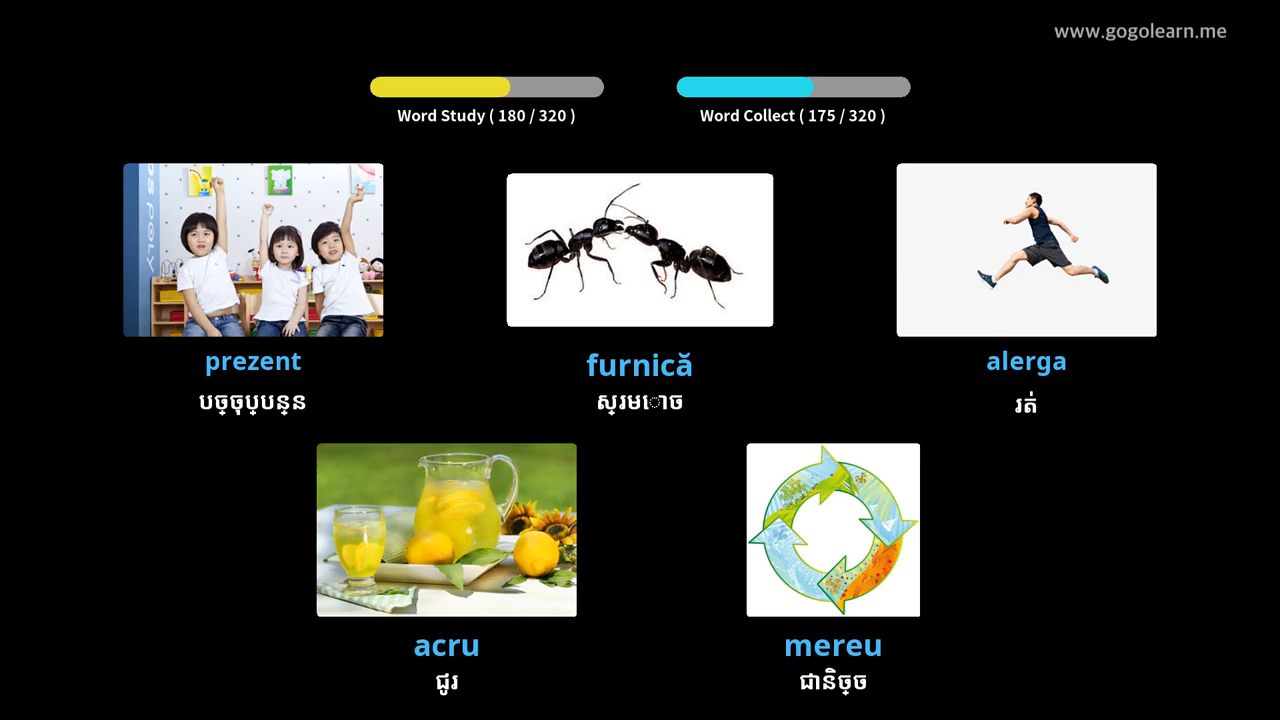 www.gogolearn.me
Word Study ( 180 / 320 )
Word Collect ( 175 / 320 )
prezent
បច្ចុប្បន្ន
furnică
ស្រមោច
alerga
រត់
acru
ជូរ
mereu
ជានិច្ច